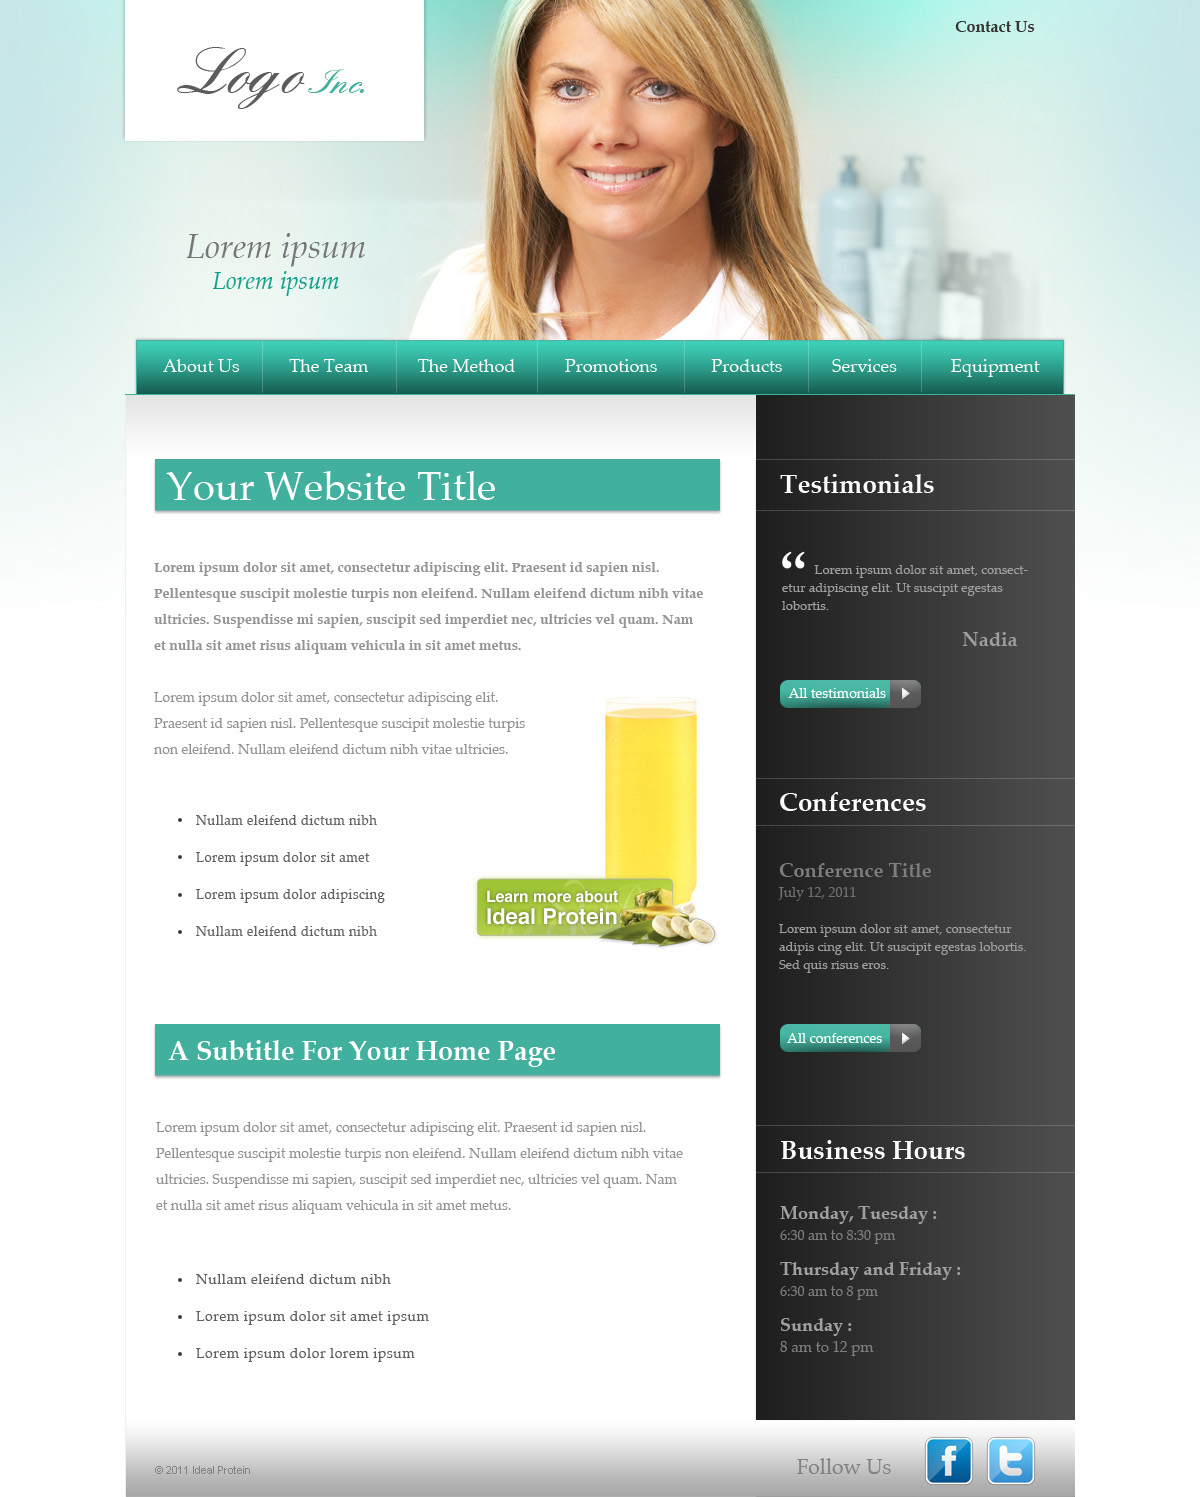 Logo Inc.
Contact Us
Lorem ipsum
Lorem ipsum
About Us The Team The Method Promotions Products Services Equipment
Your Website Title
Lorem ipsum dolor sit amet, consectetur adipiscing elit. Praesent id sapien nisl.
Pellentesque suscipit molestie turpis non eleifend. Nullam eleifend dictum nibh vitae
ultricies. Suspendisse mi sapien, suscipit sed imperdiet nec, ultricies vel quam. Nam
et nulla sit amet risus aliquam vehicula in sit amet metus.
Lorem ipsum dolor sit amet, consectetur adipiscing elit.
Praesent id sapien nisl. Pellentesque suscipit molestie turpis
non eleifend. Nullam eleifend dictum nibh vitae ultricies.
• Nullam eleifend dictum nibh
• Lorem ipsum dolor sit amet
• Lorem ipsum dolor adipiscing
• Nullam eleifend dictum nibh
Learn more about
Ideal Protein
A Subtitle For Your Home Page
Lorem ipsum dolor sit amet, consectetur adipiscing elit. Praesent id sapien nisl.
Pellentesque suscipit molestie turpis non eleifend. Nullam eleifend dictum nibh vitae
ultricies. Suspendisse mi sapien, suscipit sed imperdiet nec, ultricies vel quam. Nam
et nulla sit amet risus aliquam vehicula in sit amet metus.
• Nullam eleifend dictum nibh
• Lorem ipsum dolor sit amet ipsum
• Lorem ipsum dolor lorem ipsum
Testimonials
“ Lorem ipsum dolor sit amet, consect-
etur adipiscing elit. Ut suscipit egestas
lobortis.
Nadia
All testimonials
Conferences
Conference Title
July 12, 2011
Lorem ipsum dolor sit amet, consectetur
adipis cing elit. Ut suscipit egestas lobortis.
Sed quis risus eros.
All conferences
Business Hours
Monday, Tuesday :
6:30 am to 8:30 pm
Thursday and Friday :
6:30 am to 8 pm
Sunday :
8 am to 12 pm
© 2011 Ideal Protein
Follow Us f t